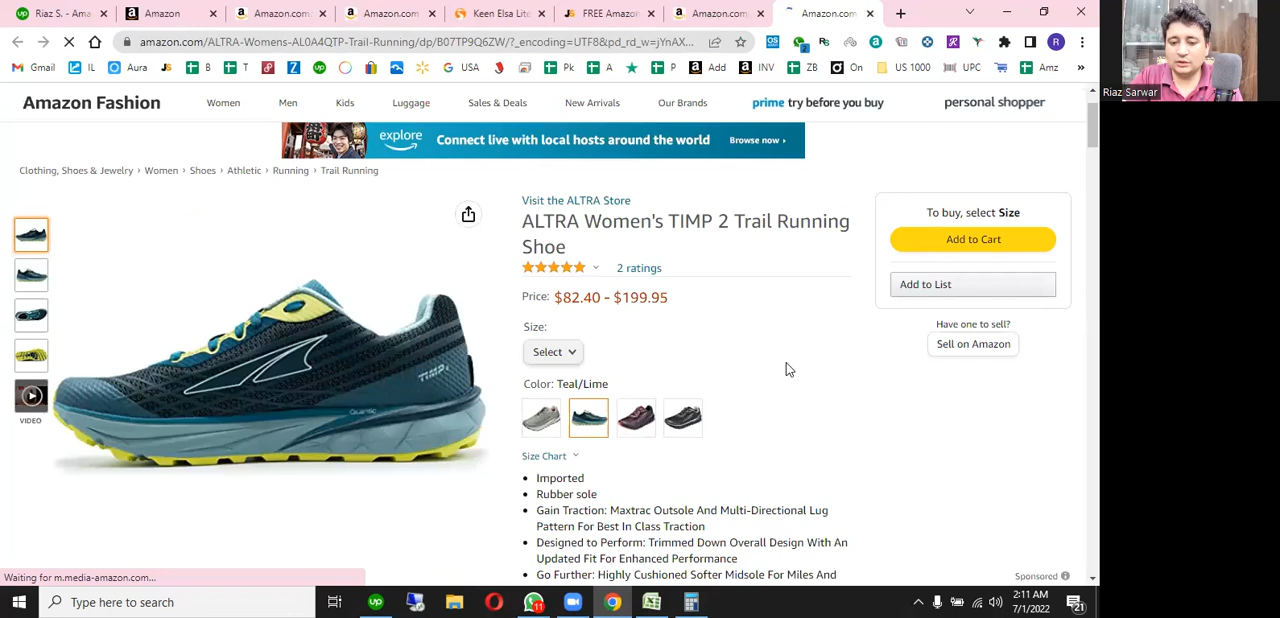 Riaz S. - Ama
Amazon
Amazon.com
Amazon.com
Keen Elsa Lite
FREE Amazo
Amazon.com
Amazon.com
amazon.com/ALTRA-Womens-AL0A4QTP-Trail-Running/dp/B07TP9Q6ZW/?_encoding=UTF8&pd_rd_w=jYnAX...
Gmail IL Aura B T USA Pk A P Add INV ZB On US 1000 UPC Amz »
Riaz Sarwar
Amazon Fashion Women Men Kids Luggage Sales & Deals New Arrivals Our Brands prime try before you buy personal shopper
explore Connect live with local hosts around the world Browse now ›
Clothing, Shoes & Jewelry › Women › Shoes › Athletic › Running › Trail Running
Visit the ALTRA Store
ALTRA Women's TIMP 2 Trail Running
Shoe
2 ratings
Price: $82.40 - $199.95
Size:
Select
Color: Teal/Lime
Size Chart
• Imported
• Rubber sole
• Gain Traction: Maxtrac Outsole And Multi-Directional Lug
Pattern For Best In Class Traction
• Designed to Perform: Trimmed Down Overall Design With An
Updated Fit For Enhanced Performance
• Go Further: Highly Cushioned Softer Midsole For Miles And
To buy, select Size
Add to Cart
Add to List
Have one to sell?
Sell on Amazon
Sponsored
VIDEO
TIMP 2
Quantic
Waiting for m.media-amazon.com...
Type here to search
2:11 AM
7/1/2022
11
21